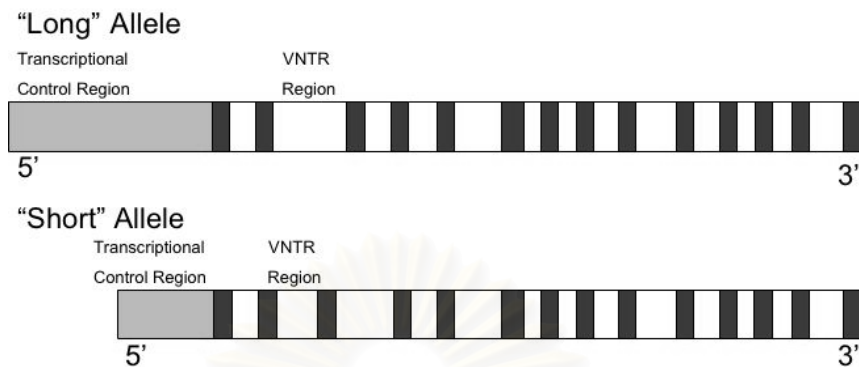 “Long” Allele
Transcriptional VNTR
Control Region Region
5’ 3’
“Short” Allele
Transcriptional VNTR
Control Region Region
5’ 3’